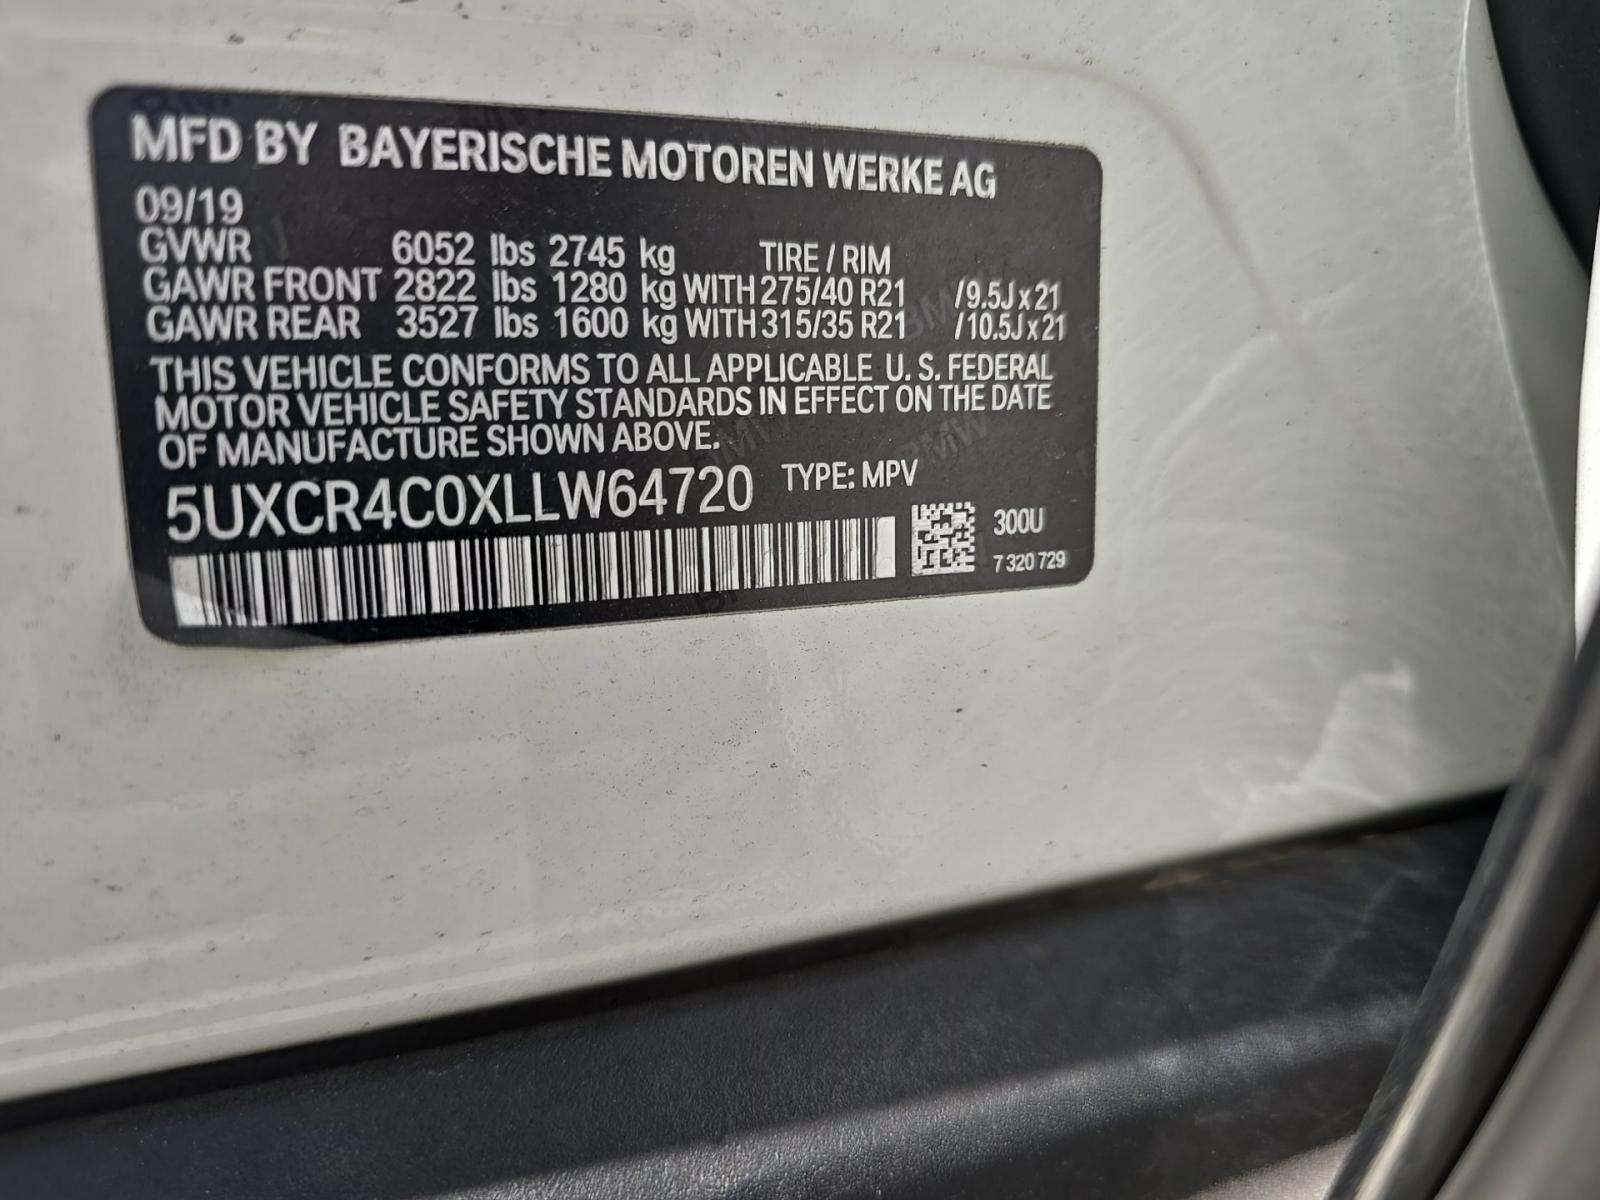 MFD BY BAYERISCHE MOTOREN WERKE AG
09/19
GVWR 6052 lbs 2745 kg TIRE / RIM
GAWR FRONT 2822 lbs 1280 kg WITH 275/40 R21 /9.5J x 21
GAWR REAR 3527 lbs 1600 kg WITH 315/35 R21 /10.5J x 21
THIS VEHICLE CONFORMS TO ALL APPLICABLE U. S. FEDERAL
MOTOR VEHICLE SAFETY STANDARDS IN EFFECT ON THE DATE
OF MANUFACTURE SHOWN ABOVE.
5UXCR4C0XLLW64720 TYPE: MPV
300U
7 320 729